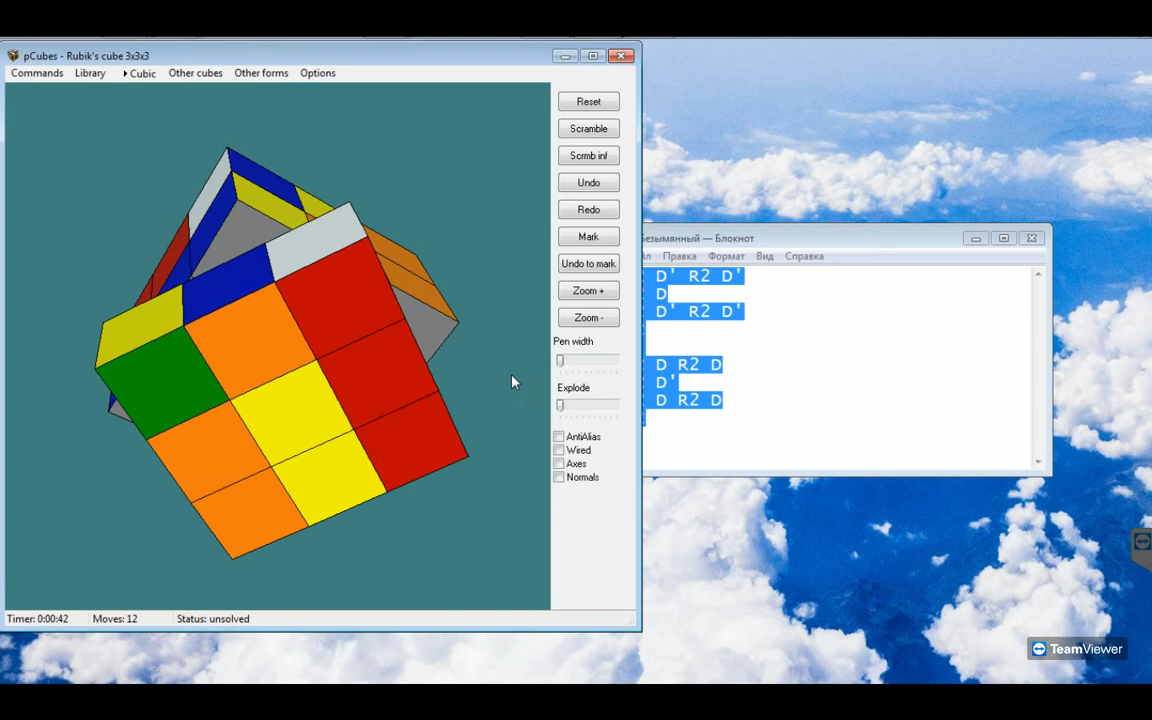 pCubes - Rubik's cube 3x3x3
Commands Library Cubic Other cubes Other forms Options
Reset
Scramble
Scrmb inf
Undo
Redo
Mark
Undo to mark
Zoom +
Zoom -
Pen width
Explode
AntiAlias
Wired
Axes
Normals
Timer: 0:00:42 Moves: 12 Status: unsolved
Безымянный — Блокнот
Правка Формат Вид Справка
D' R2 D'
D
D' R2 D'
D R2 D
D'
D R2 D
TeamViewer